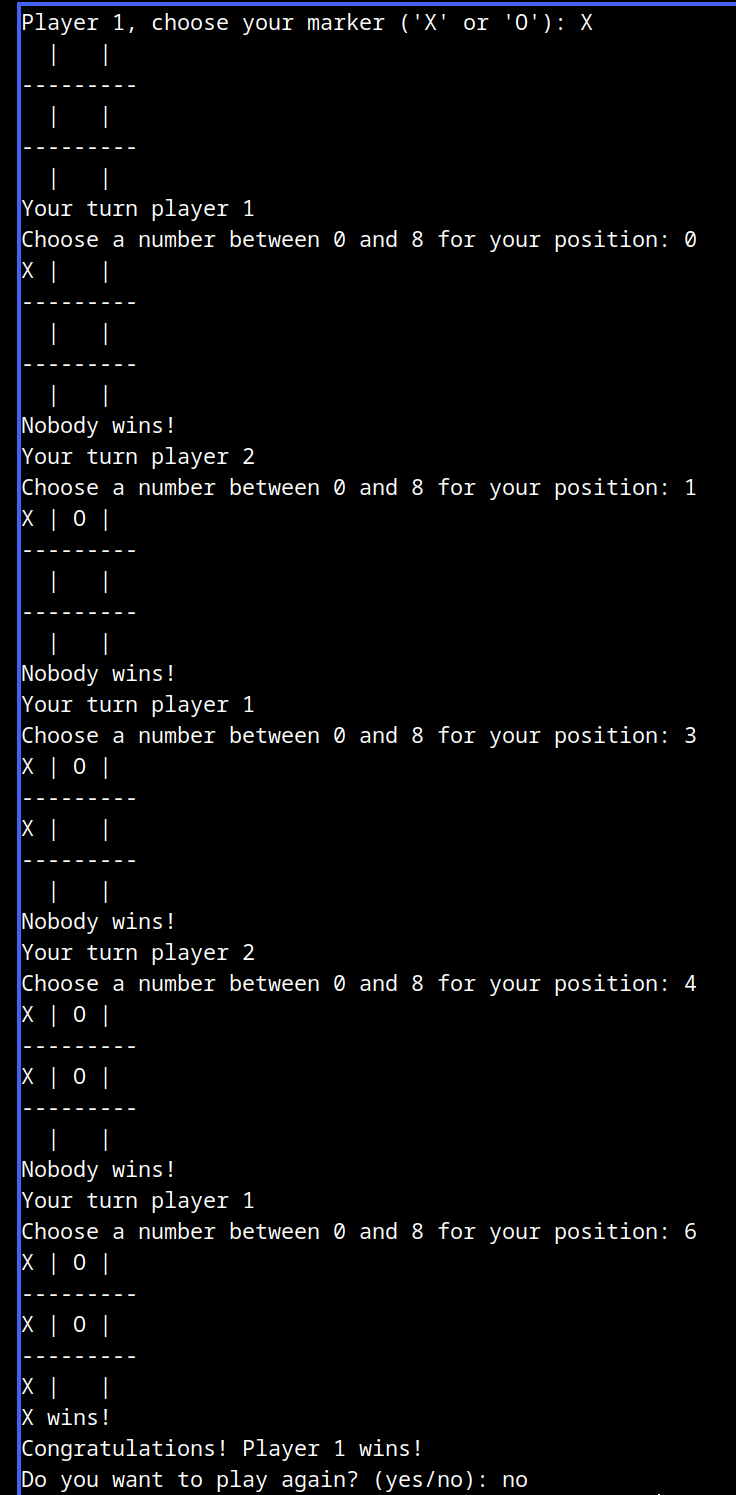 Player 1, choose your marker ('X' or 'O'): X
  |   |
---------
  |   |
---------
  |   |
Your turn player 1
Choose a number between 0 and 8 for your position: 0
X |   |
---------
  |   |
---------
  |   |
Nobody wins!
Your turn player 2
Choose a number between 0 and 8 for your position: 1
X | O |
---------
  |   |
---------
  |   |
Nobody wins!
Your turn player 1
Choose a number between 0 and 8 for your position: 3
X | O |
---------
X |   |
---------
  |   |
Nobody wins!
Your turn player 2
Choose a number between 0 and 8 for your position: 4
X | O |
---------
X | O |
---------
  |   |
Nobody wins!
Your turn player 1
Choose a number between 0 and 8 for your position: 6
X | O |
---------
X | O |
---------
X |   |
X wins!
Congratulations! Player 1 wins!
Do you want to play again? (yes/no): no